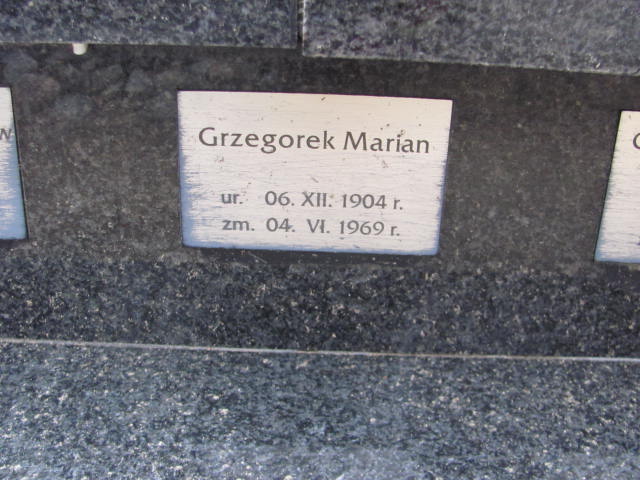 Grzegorek Marian
ur. 06. XII. 1904 r.
zm. 04. VI. 1969 r.